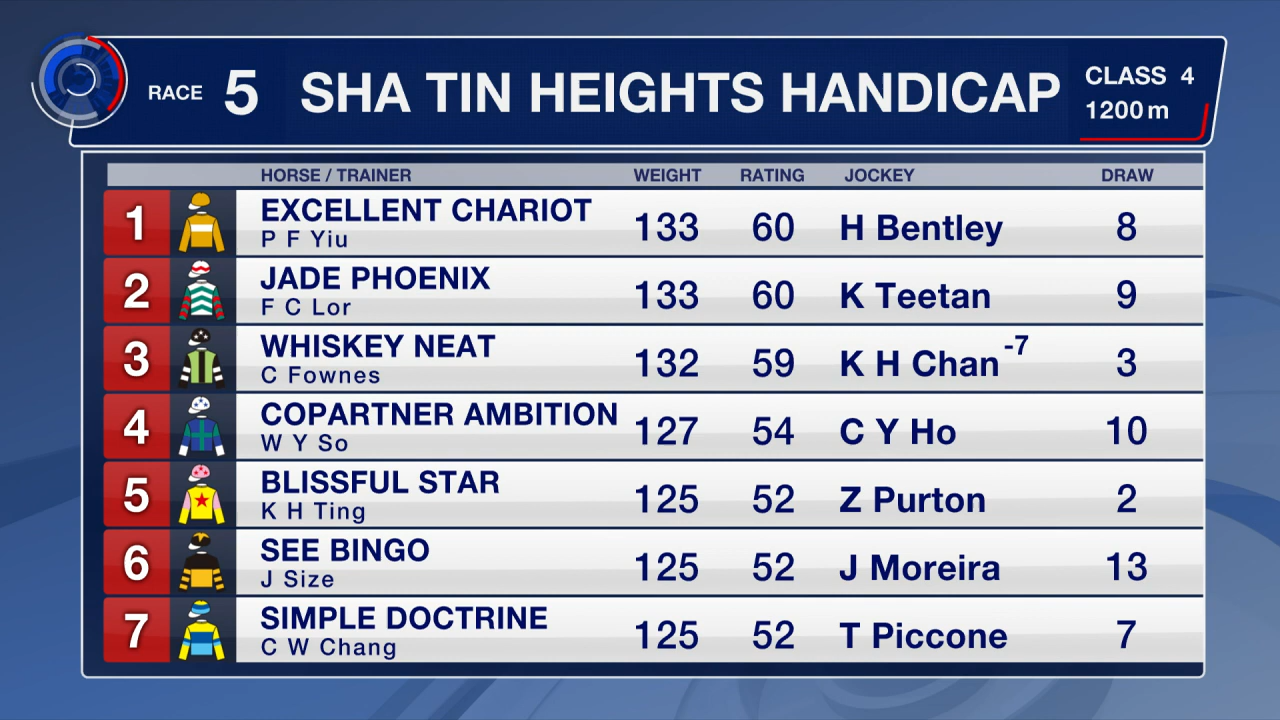 RACE 5 SHA TIN HEIGHTS HANDICAP CLASS 4
1200m
HORSE / TRAINER WEIGHT RATING JOCKEY DRAW
1 EXCELLENT CHARIOT 133 60 H Bentley 8
P F Yiu
2 JADE PHOENIX 133 60 K Teetan 9
F C Lor
3 WHISKEY NEAT 132 59 K H Chan -7 3
C Fownes
4 COPARTNER AMBITION 127 54 C Y Ho 10
W Y So
5 BLISSFUL STAR 125 52 Z Purton 2
K H Ting
6 SEE BINGO 125 52 J Moreira 13
J Size
7 SIMPLE DOCTRINE 125 52 T Piccone 7
C W Chang